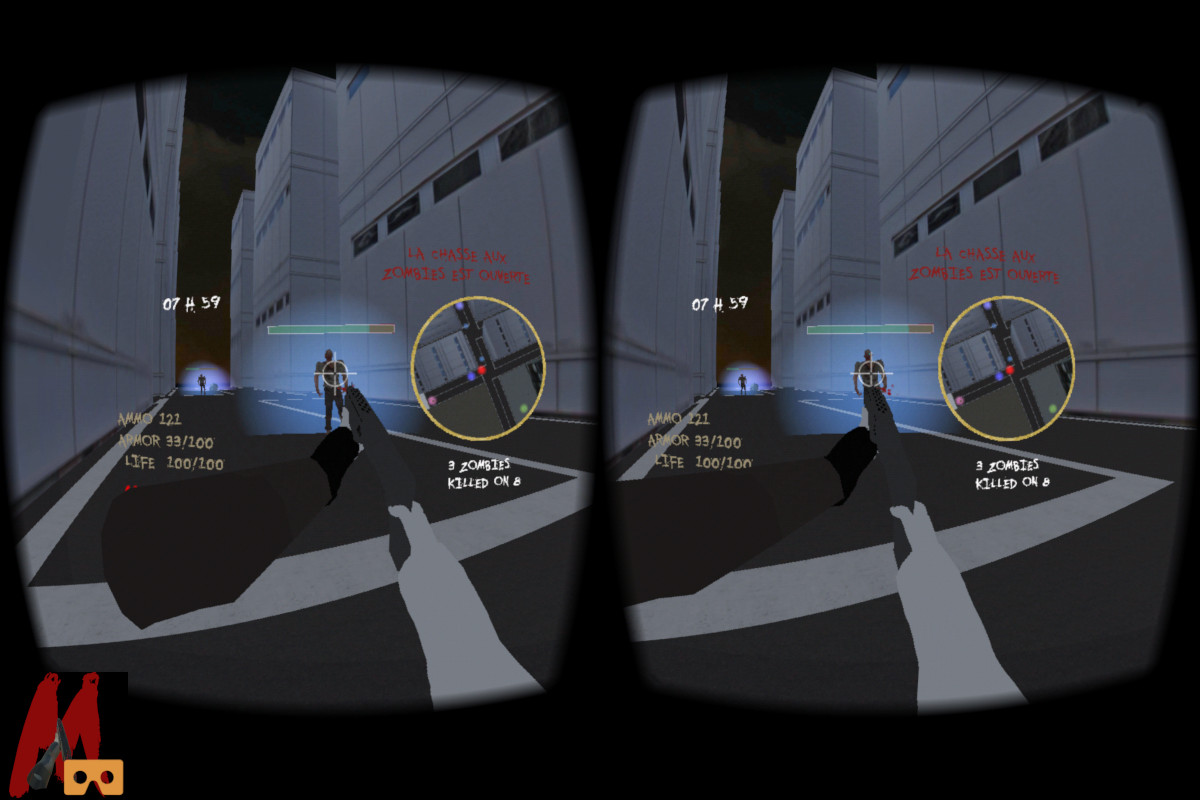 LA CHASSE AUX
ZOMBIES EST OUVERTE
07 H 59
AMMO 121
ARMOR 33/100
LIFE 100/100
3 ZOMBIES
KILLED ON 8
LA CHASSE AUX
ZOMBIES EST OUVERTE
07 H 59
AMMO 121
ARMOR 33/100
LIFE 100/100
3 ZOMBIES
KILLED ON 8
M